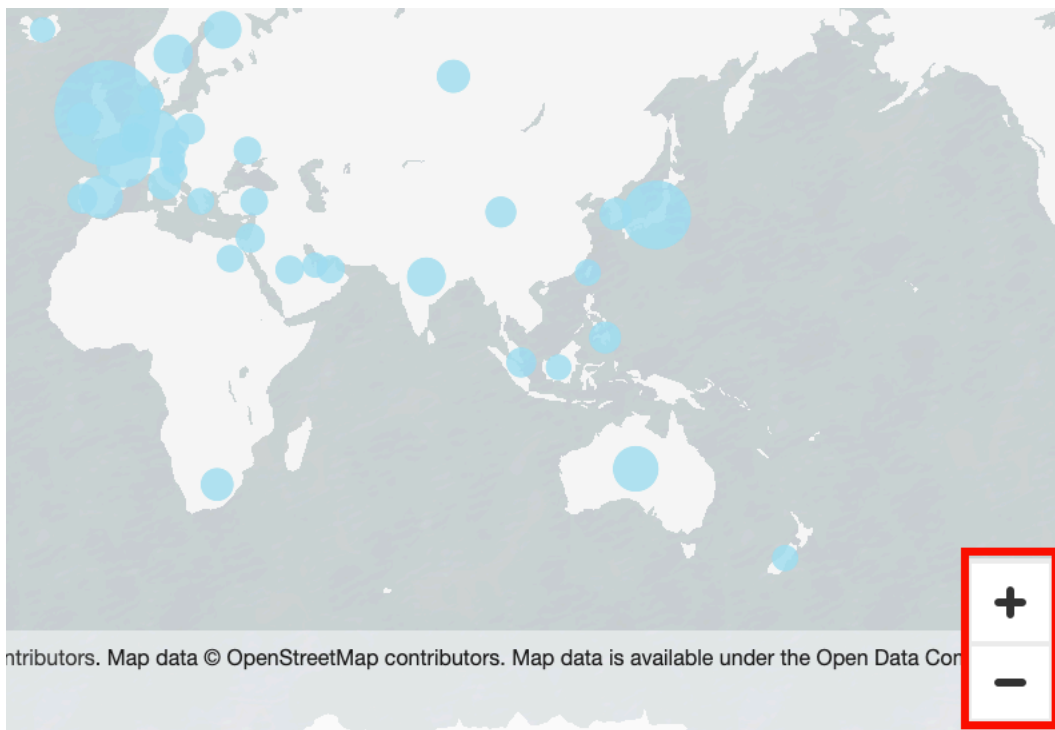 ntributors. Map data © OpenStreetMap contributors. Map data is available under the Open Data Con
+
−